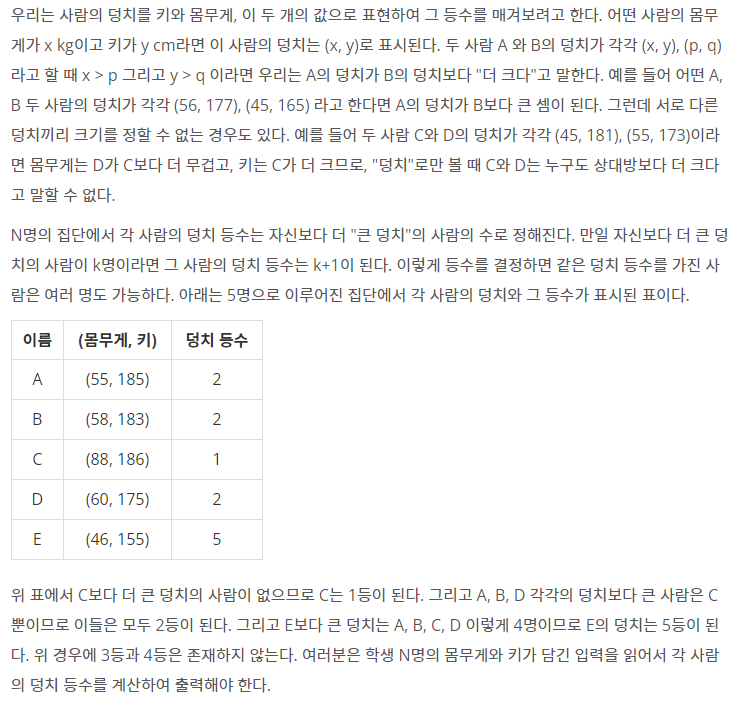 우리는 사람의 덩치를 키와 몸무게, 이 두 개의 값으로 표현하여 그 등수를 매겨보려고 한다. 어떤 사람의 몸무
게가 x kg이고 키가 y cm라면 이 사람의 덩치는 (x, y)로 표시된다. 두 사람 A 와 B의 덩치가 각각 (x, y), (p, q)
라고 할 때 x > p 그리고 y > q 이라면 우리는 A의 덩치가 B의 덩치보다 "더 크다"고 말한다. 예를 들어 어떤 A,
B 두 사람의 덩치가 각각 (56, 177), (45, 165) 라고 한다면 A의 덩치가 B보다 큰 셈이 된다. 그런데 서로 다른
덩치끼리 크기를 정할 수 없는 경우도 있다. 예를 들어 두 사람 C와 D의 덩치가 각각 (45, 181), (55, 173)이라
면 몸무게는 D가 C보다 더 무겁고, 키는 C가 더 크므로, "덩치"로만 볼 때 C와 D는 누구도 상대방보다 더 크다
고 말할 수 없다.
N명의 집단에서 각 사람의 덩치 등수는 자신보다 더 "큰 덩치"의 사람의 수로 정해진다. 만일 자신보다 더 큰 덩
치의 사람이 k명이라면 그 사람의 덩치 등수는 k+1이 된다. 이렇게 등수를 결정하면 같은 덩치 등수를 가진 사
람은 여러 명도 가능하다. 아래는 5명으로 이루어진 집단에서 각 사람의 덩치와 그 등수가 표시된 표이다.
이름 (몸무게, 키) 덩치 등수
A (55, 185) 2
B (58, 183) 2
C (88, 186) 1
D (60, 175) 2
E (46, 155) 5
위 표에서 C보다 더 큰 덩치의 사람이 없으므로 C는 1등이 된다. 그리고 A, B, D 각각의 덩치보다 큰 사람은 C
뿐이므로 이들은 모두 2등이 된다. 그리고 E보다 큰 덩치는 A, B, C, D 이렇게 4명이므로 E의 덩치는 5등이 된
다. 위 경우에 3등과 4등은 존재하지 않는다. 여러분은 학생 N명의 몸무게와 키가 담긴 입력을 읽어서 각 사람
의 덩치 등수를 계산하여 출력해야 한다.